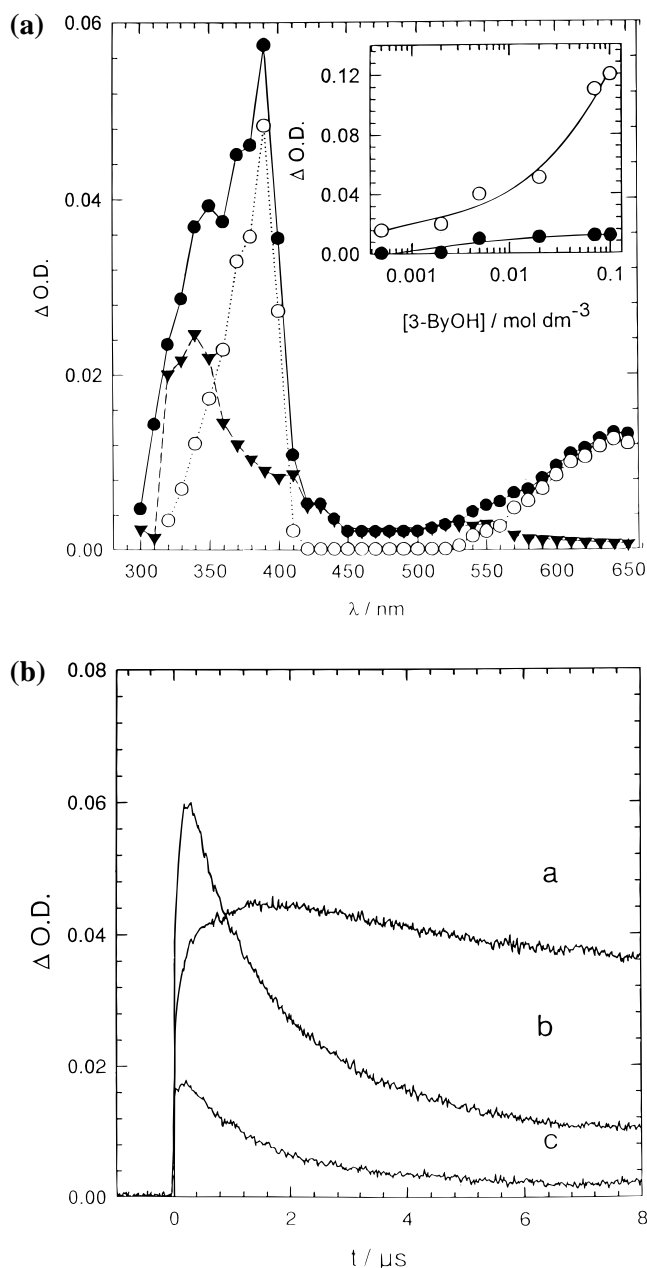 (a)
0.06
0.04
0.02
0.00
Δ O.D.
300 350 400 450 500 550 600 650
λ / nm
0.12
0.08
0.04
0.00
Δ O.D.
0.001 0.01 0.1
[3-ByOH] / mol dm⁻³
(b)
0.08
0.06
0.04
0.02
0.00
Δ O.D.
a
b
c
0 2 4 6 8
t / μs